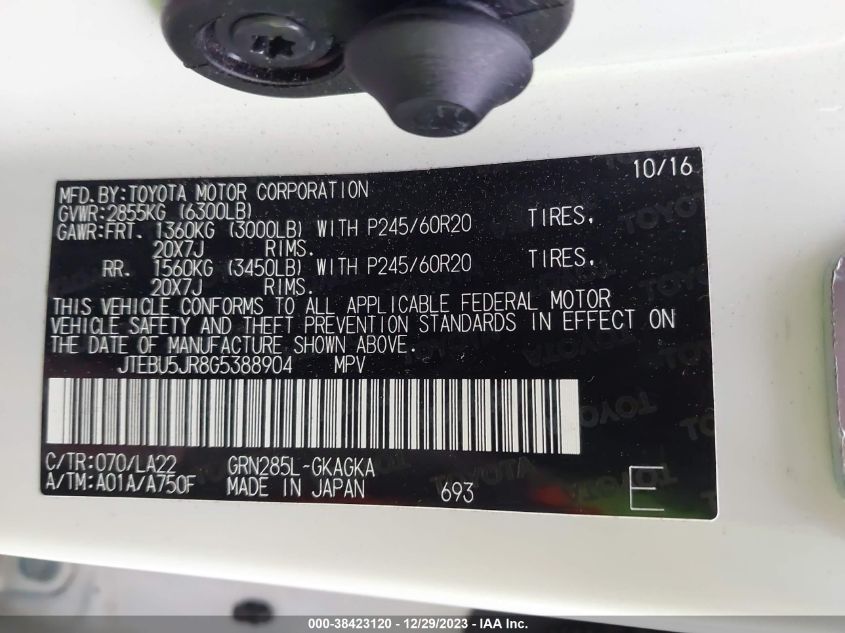 10/16
MFD.BY:TOYOTA MOTOR CORPORATION
GVWR:2855KG (6300LB)
GAWR:FRT. 1360KG (3000LB) WITH P245/60R20 TIRES,
20X7J RIMS.
RR. 1560KG (3450LB) WITH P245/60R20 TIRES,
20X7J RIMS.
THIS VEHICLE CONFORMS TO ALL APPLICABLE FEDERAL MOTOR
VEHICLE SAFETY AND THEFT PREVENTION STANDARDS IN EFFECT ON
THE DATE OF MANUFACTURE SHOWN ABOVE.
JTEBU5JR8G5388904 MPV
C/TR:070/LA22 GRN285L-GKAGKA
A/TM:A01A/A750F MADE IN JAPAN 693 E
TOYOTA
000-38423120 - 12/29/2023 - IAA Inc.